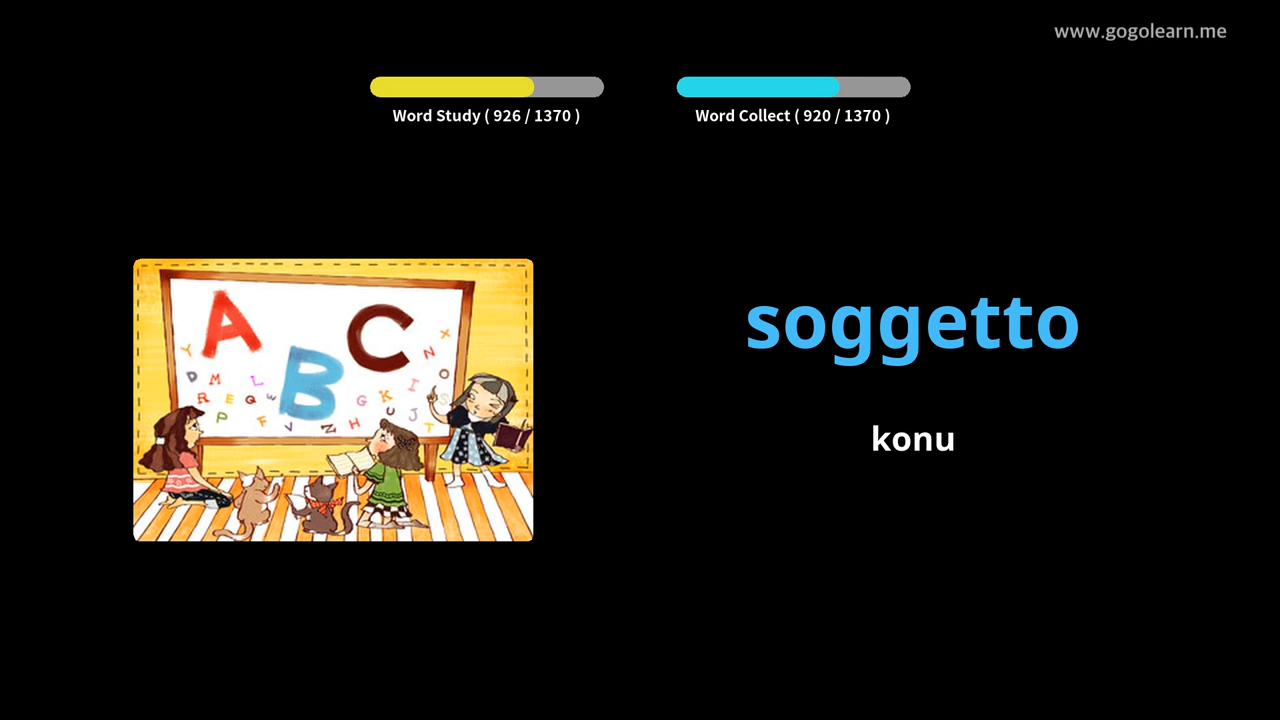 www.gogolearn.me
Word Study ( 926 / 1370 )
Word Collect ( 920 / 1370 )
A
B
C
X
Y
N
D
M
L
I
O
R
E
Q
W
G
K
S
P
F
V
Z
H
U
J
T
soggetto
konu